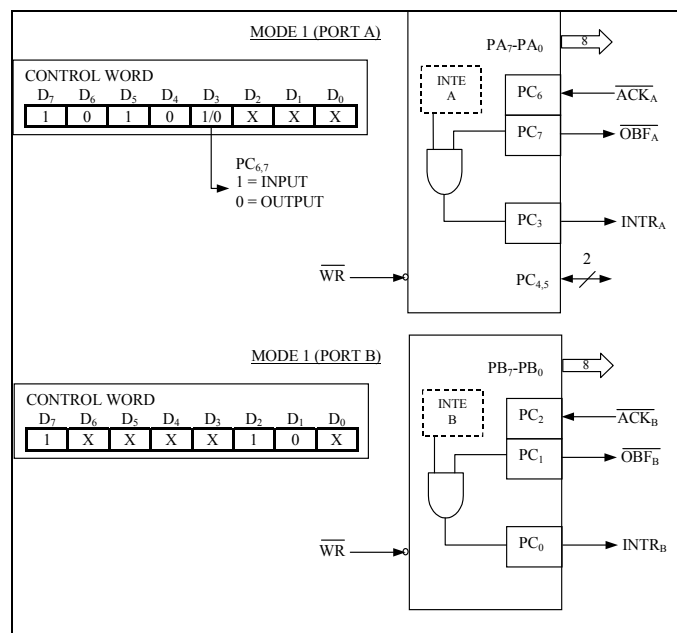 MODE 1 (PORT A)
CONTROL WORD
D7 D6 D5 D4 D3 D2 D1 D0
1 0 1 0 1/0 X X X
PC6,7
1 = INPUT
0 = OUTPUT
WR
PA7-PA0
8
INTE
A
PC6
ACKA
PC7
OBFA
PC3
INTRA
2
PC4,5
MODE 1 (PORT B)
CONTROL WORD
D7 D6 D5 D4 D3 D2 D1 D0
1 X X X X 1 0 X
WR
PB7-PB0
8
INTE
B
PC2
ACKB
PC1
OBFB
PC0
INTRB